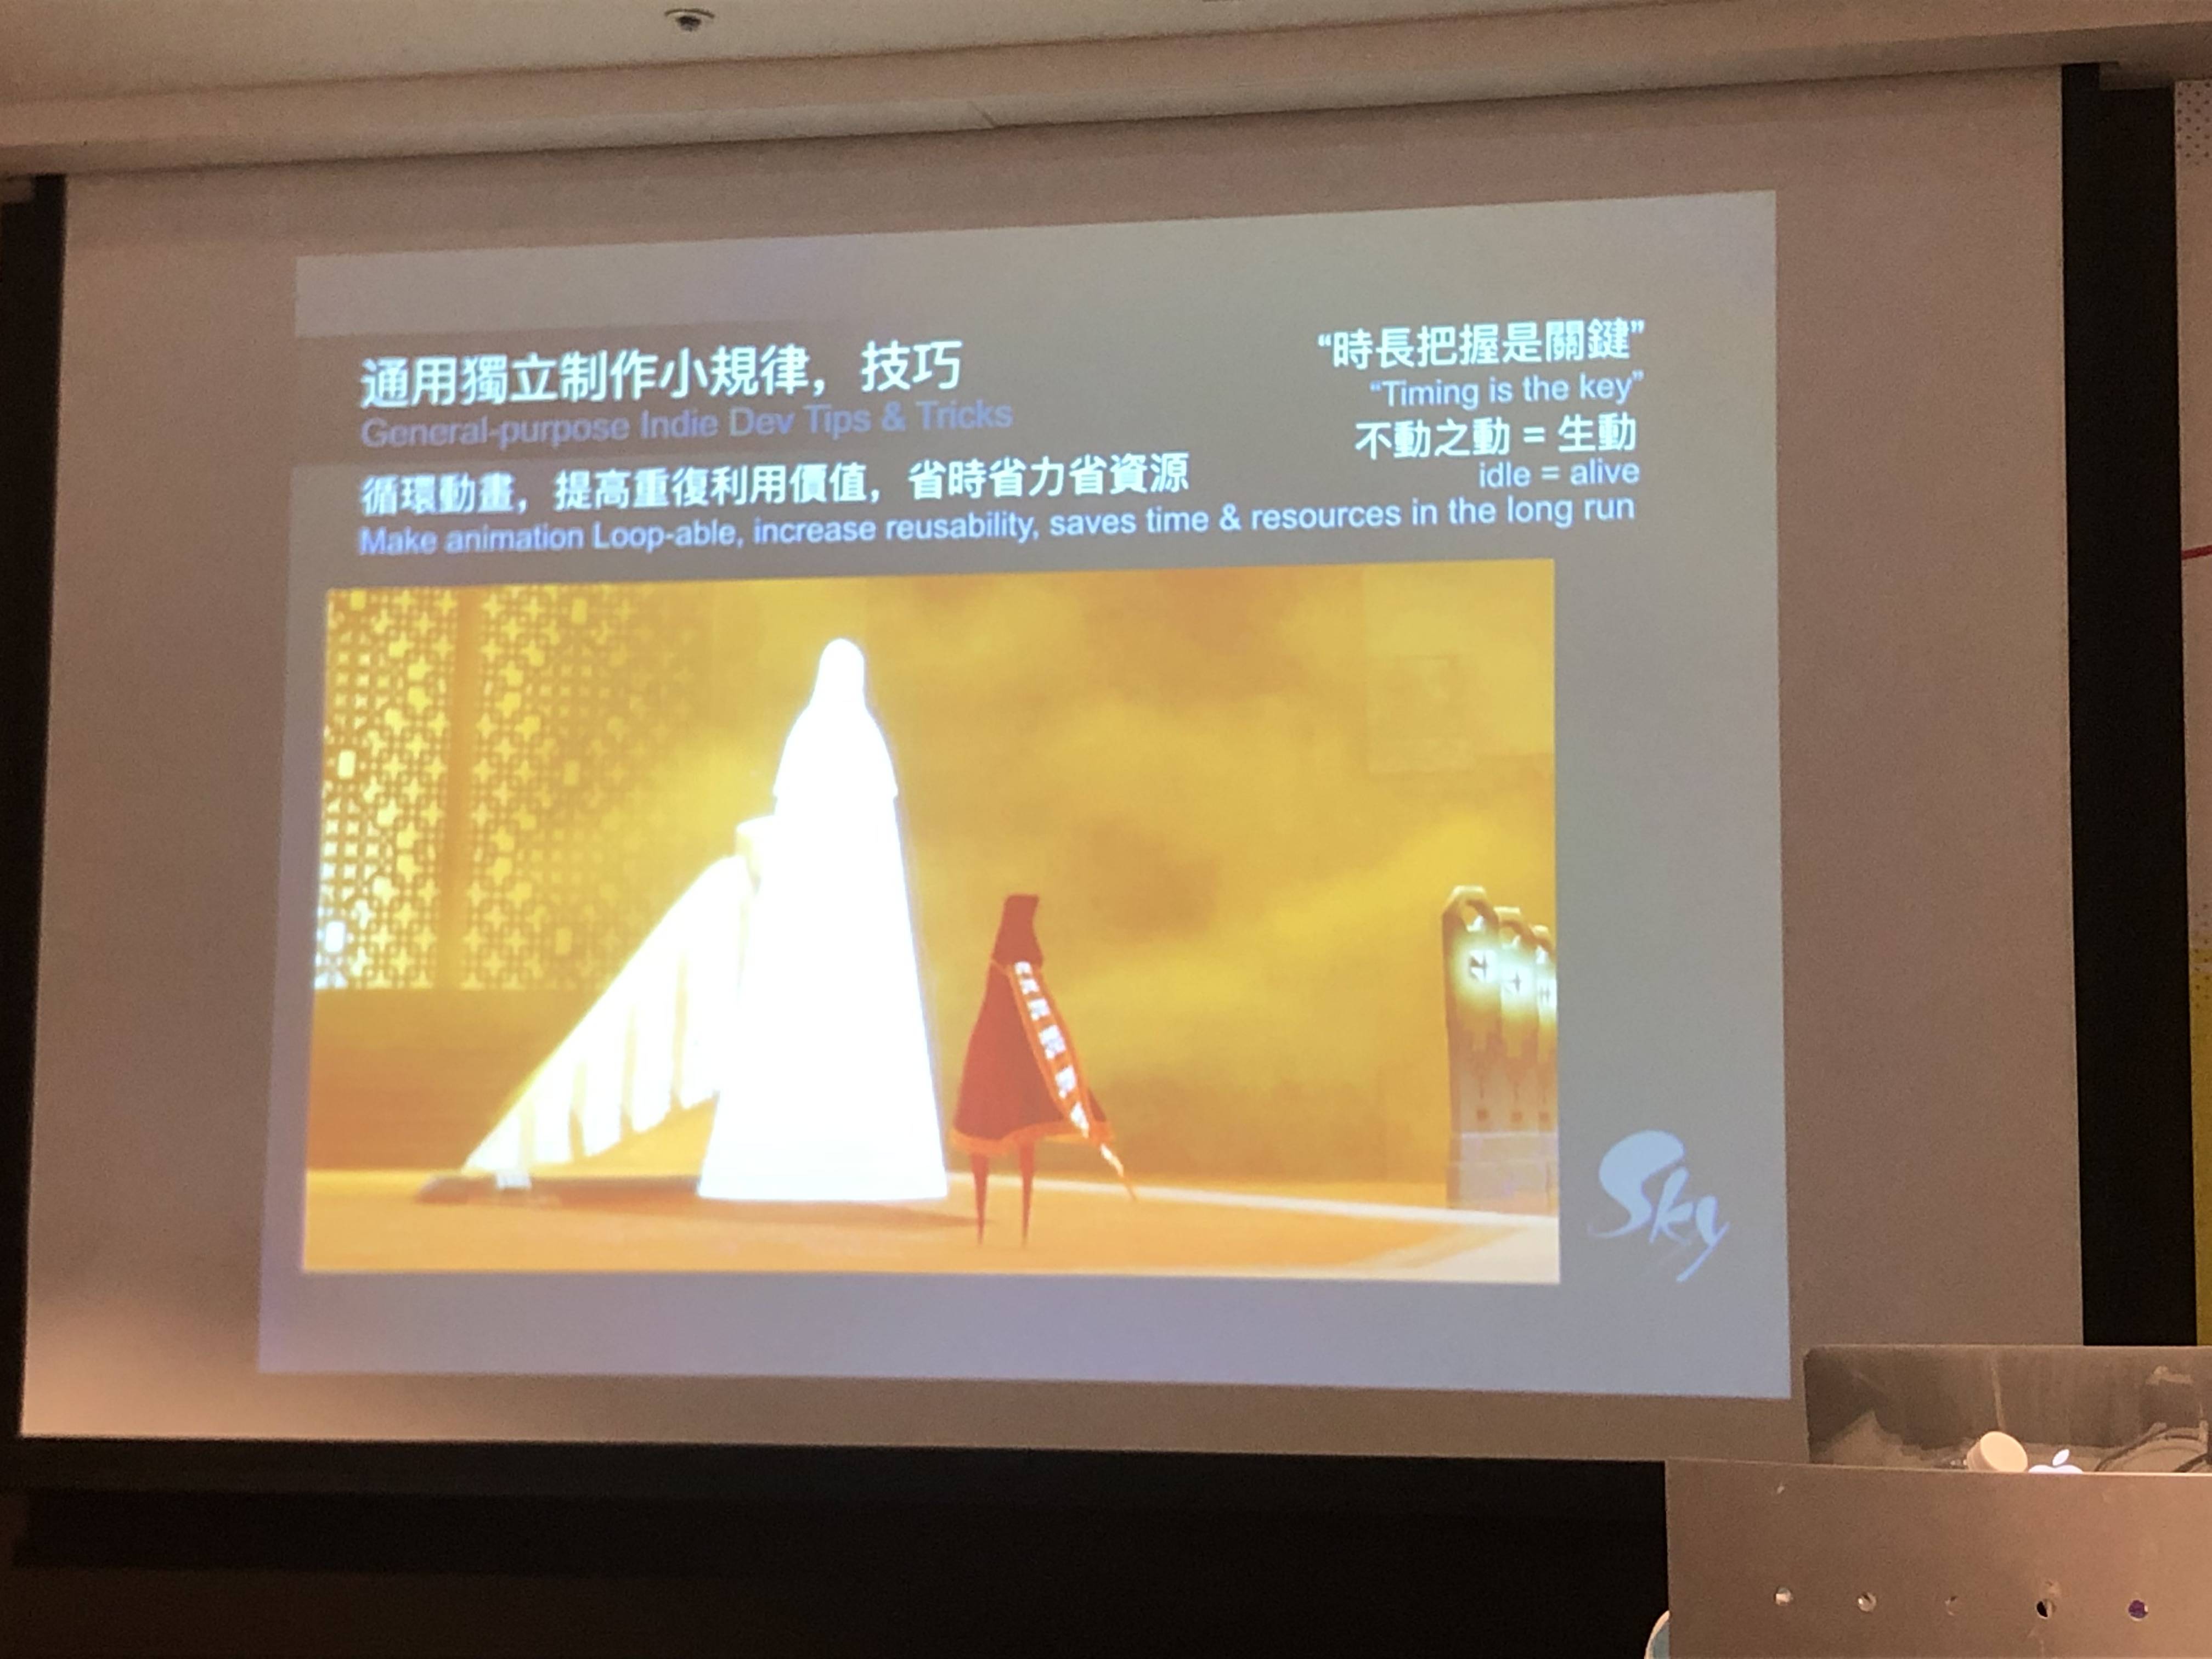 通用獨立制作小規律，技巧
General-purpose Indie Dev Tips & Tricks
循環動畫，提高重復利用價值，省時省力省資源
Make animation Loop-able, increase reusability, saves time & resources in the long run
“時長把握是關鍵”
“Timing is the key”
不動之動 = 生動
idle = alive
Sky